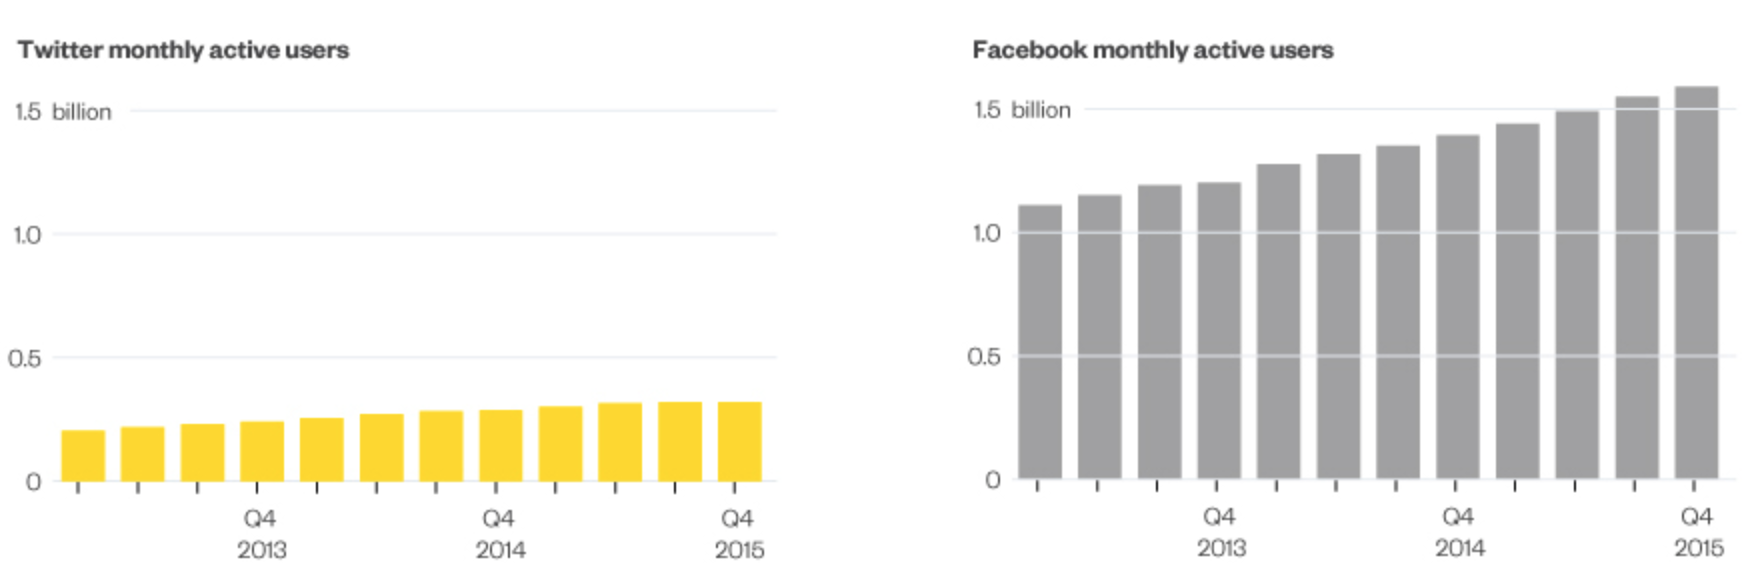 Twitter monthly active users
1.5 billion
1.0
0.5
0
Q4
2013
Q4
2014
Q4
2015
Facebook monthly active users
1.5 billion
1.0
0.5
0
Q4
2013
Q4
2014
Q4
2015